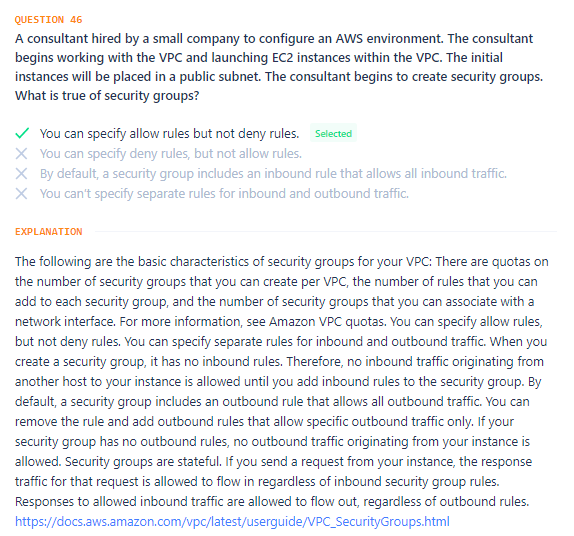 QUESTION 46
A consultant hired by a small company to configure an AWS environment. The consultant
begins working with the VPC and launching EC2 instances within the VPC. The initial
instances will be placed in a public subnet. The consultant begins to create security groups.
What is true of security groups?
You can specify allow rules but not deny rules. Selected
You can specify deny rules, but not allow rules.
By default, a security group includes an inbound rule that allows all inbound traffic.
You can't specify separate rules for inbound and outbound traffic.
EXPLANATION
The following are the basic characteristics of security groups for your VPC: There are quotas on
the number of security groups that you can create per VPC, the number of rules that you can
add to each security group, and the number of security groups that you can associate with a
network interface. For more information, see Amazon VPC quotas. You can specify allow rules,
but not deny rules. You can specify separate rules for inbound and outbound traffic. When you
create a security group, it has no inbound rules. Therefore, no inbound traffic originating from
another host to your instance is allowed until you add inbound rules to the security group. By
default, a security group includes an outbound rule that allows all outbound traffic. You can
remove the rule and add outbound rules that allow specific outbound traffic only. If your
security group has no outbound rules, no outbound traffic originating from your instance is
allowed. Security groups are stateful. If you send a request from your instance, the response
traffic for that request is allowed to flow in regardless of inbound security group rules.
Responses to allowed inbound traffic are allowed to flow out, regardless of outbound rules.
https://docs.aws.amazon.com/vpc/latest/userguide/VPC_SecurityGroups.html